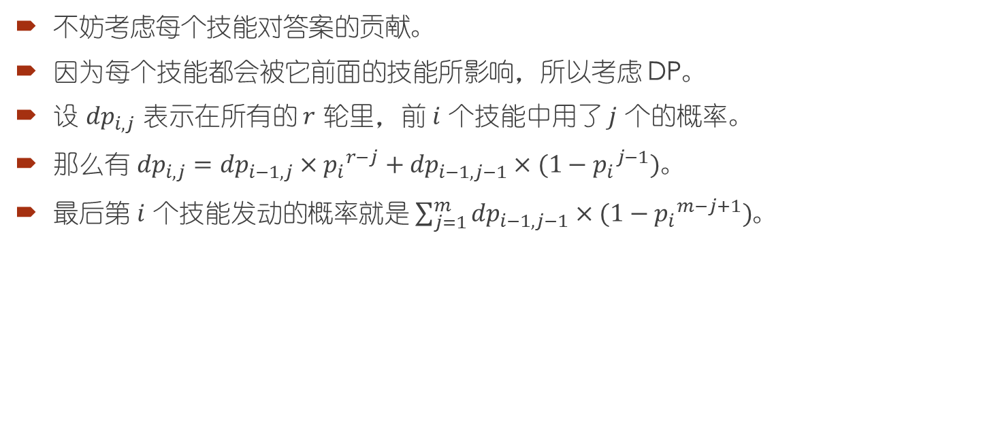 不妨考虑每个技能对答案的贡献。
因为每个技能都会被它前面的技能所影响，所以考虑 DP。
设 $dp_{i,j}$ 表示在所有的 $r$ 轮里，前 $i$ 个技能中用了 $j$ 个的概率。
那么有 $dp_{i,j} = dp_{i-1,j} \times {p_i}^{r-j} + dp_{i-1,j-1} \times (1 - {p_i}^{j-1})$。
最后第 $i$ 个技能发动的概率就是 $\sum_{j=1}^{m} dp_{i-1,j-1} \times (1 - {p_i}^{m-j+1})$。